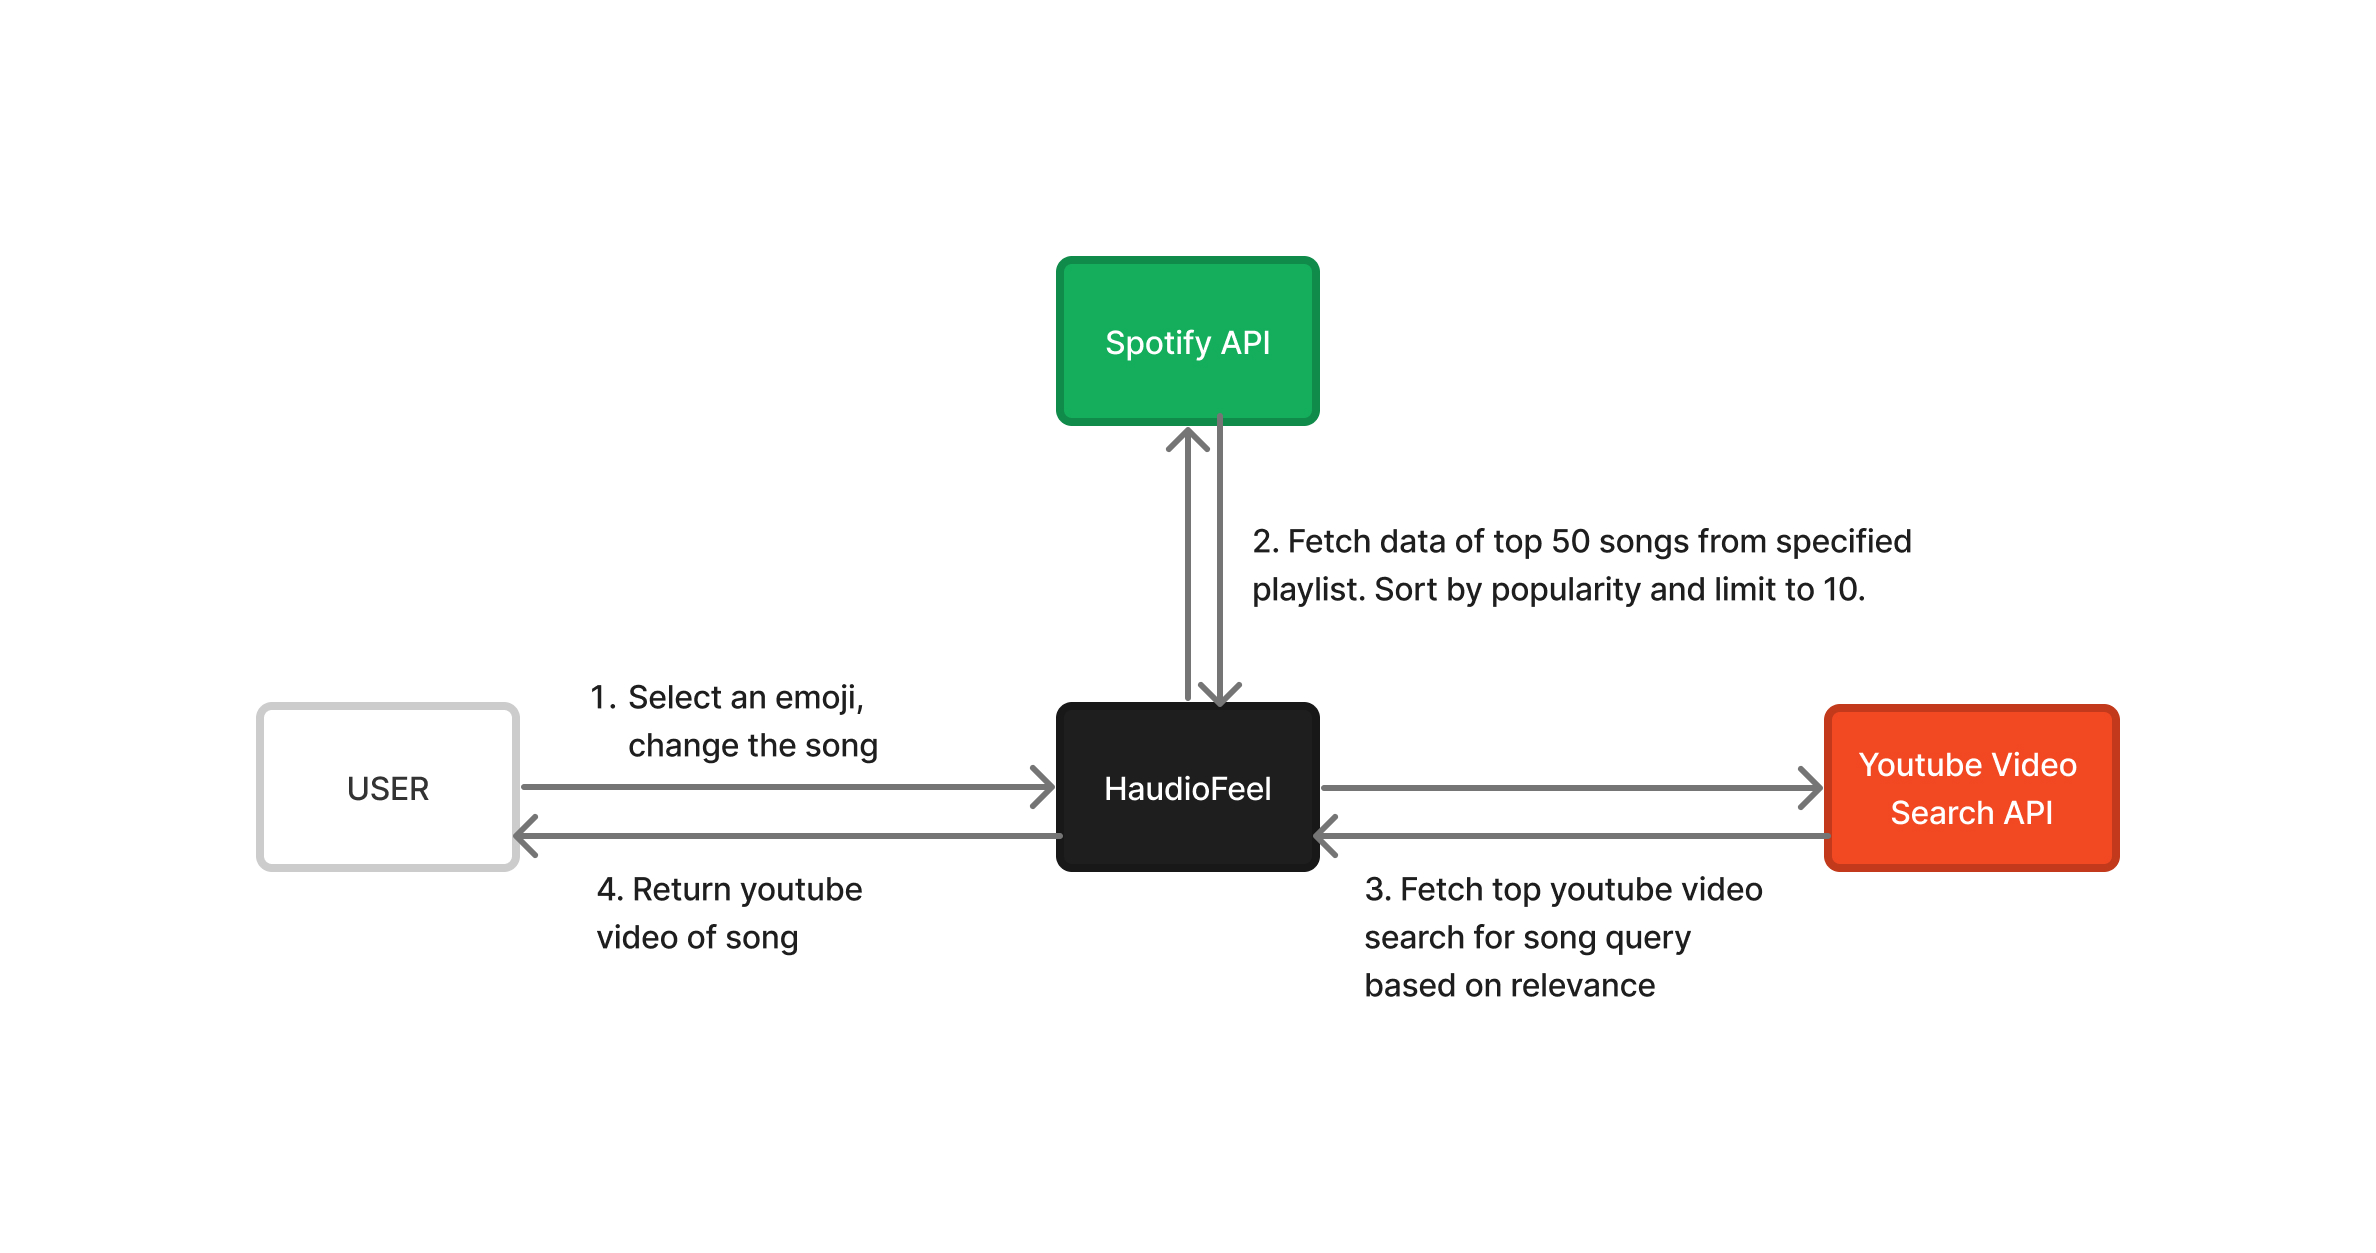 Spotify API
2. Fetch data of top 50 songs from specified
playlist. Sort by popularity and limit to 10.
1. Select an emoji,
change the song
USER
HaudioFeel
Youtube Video
Search API
4. Return youtube
video of song
3. Fetch top youtube video
search for song query
based on relevance